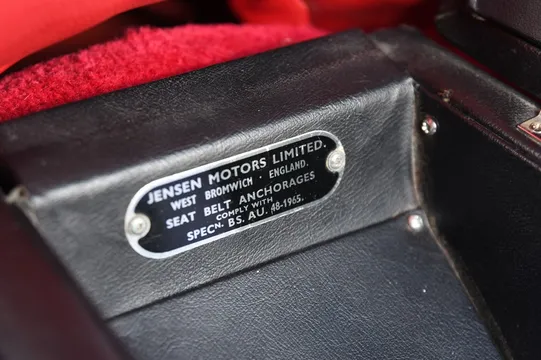 JENSEN MOTORS LIMITED.
WEST BROMWICH · ENGLAND.
SEAT BELT ANCHORAGES
COMPLY WITH
SPECN. BS. AU. 48-1965.